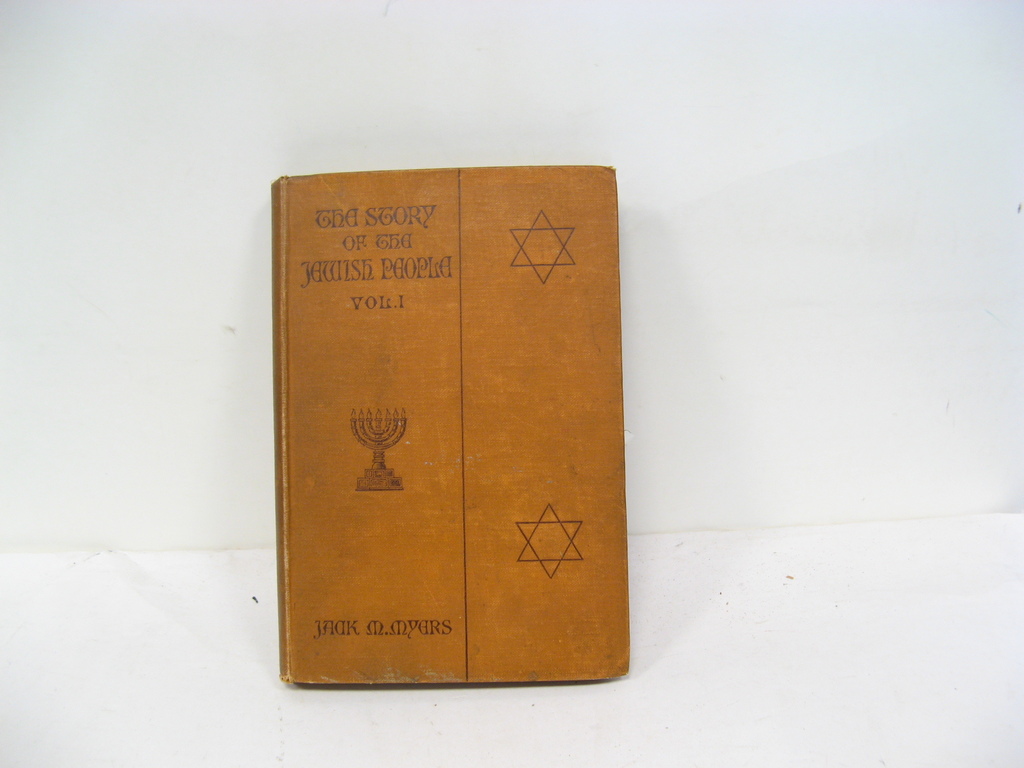 THE STORY
OF THE
JEWISH PEOPLE
VOL. I
JACK M. MYERS